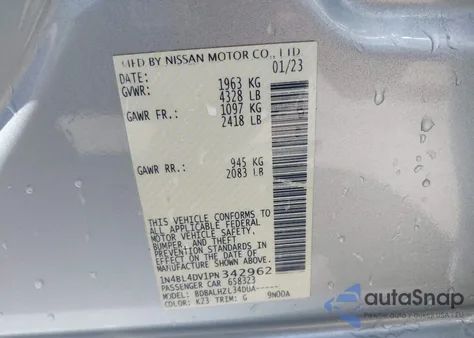 MFD BY NISSAN MOTOR CO., LTD
DATE: 01/23
GVWR: 1963 KG
4328 LB
GAWR FR.: 1097 KG
2418 LB
GAWR RR.: 945 KG
2083 LB
THIS VEHICLE CONFORMS TO
ALL APPLICABLE FEDERAL
MOTOR VEHICLE SAFETY,
BUMPER, AND THEFT
PREVENTION STANDARDS IN
EFFECT ON THE DATE OF
MANUFACTURE SHOWN ABOVE.
1N4BL4DV1PN342962
PASSENGER CAR 658323
MODEL: BDBALHZL34DUA-----
COLOR: K23 TRIM: G 9N00A
autoSnap